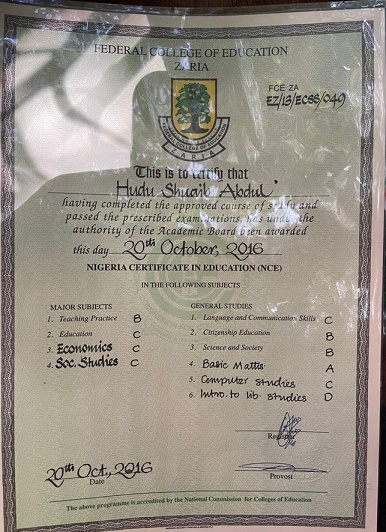 FEDERAL COLLEGE OF EDUCATION
ZARIA
FCE ZA
EZ/13/ECSS/049
FEDERAL COLLEGE OF EDUCATION
ZARIA
This is to certify that
Hudu Shuaib Abdul
having completed the approved course of study and
passed the prescribed examinations, has under the
authority of the Academic Board been awarded
this day 20th October, 2016
NIGERIA CERTIFICATE IN EDUCATION (NCE)
IN THE FOLLOWING SUBJECTS
MAJOR SUBJECTS
1. Teaching Practice B
2. Education C
3. Economics C
4. Soc. Studies C
GENERAL STUDIES
1. Language and Communication Skills C
2. Citizenship Education B
3. Science and Society B
4. Basic Maths A
5. Computer Studies C
6. Intro. to lib. studies D
Registrar
20th Oct., 2016
Date
Provost
The above programme is accredited by the National Commission for Colleges of Education